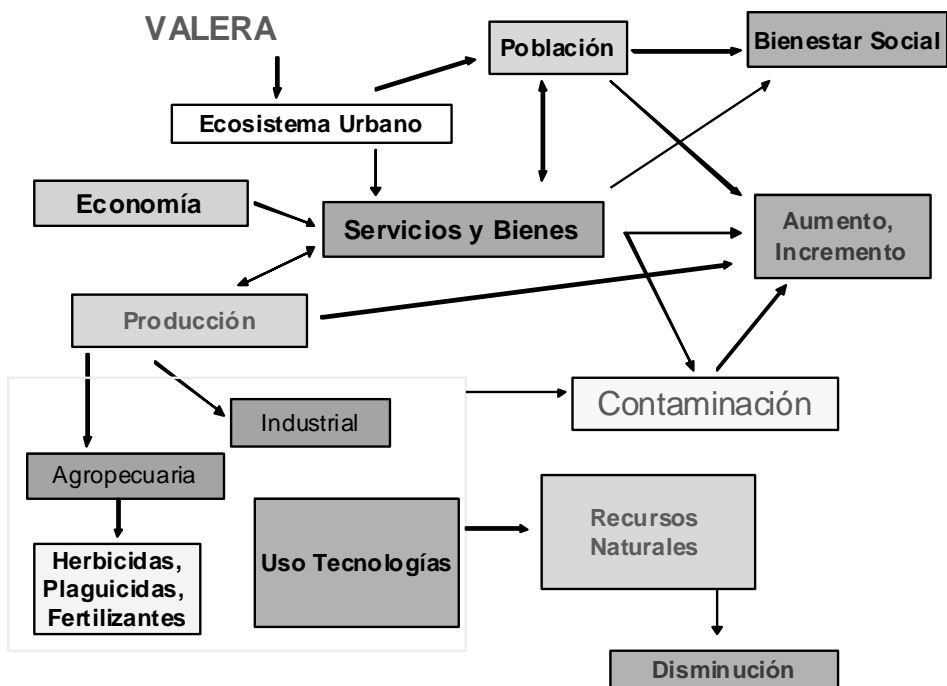 VALERA
Población
Bienestar Social
Ecosistema Urbano
Economía
Servicios y Bienes
Aumento,
Incremento
Producción
Contaminación
Industrial
Agropecuaria
Herbicidas,
Plaguicidas,
Fertilizantes
Uso Tecnologías
Recursos
Naturales
Disminución